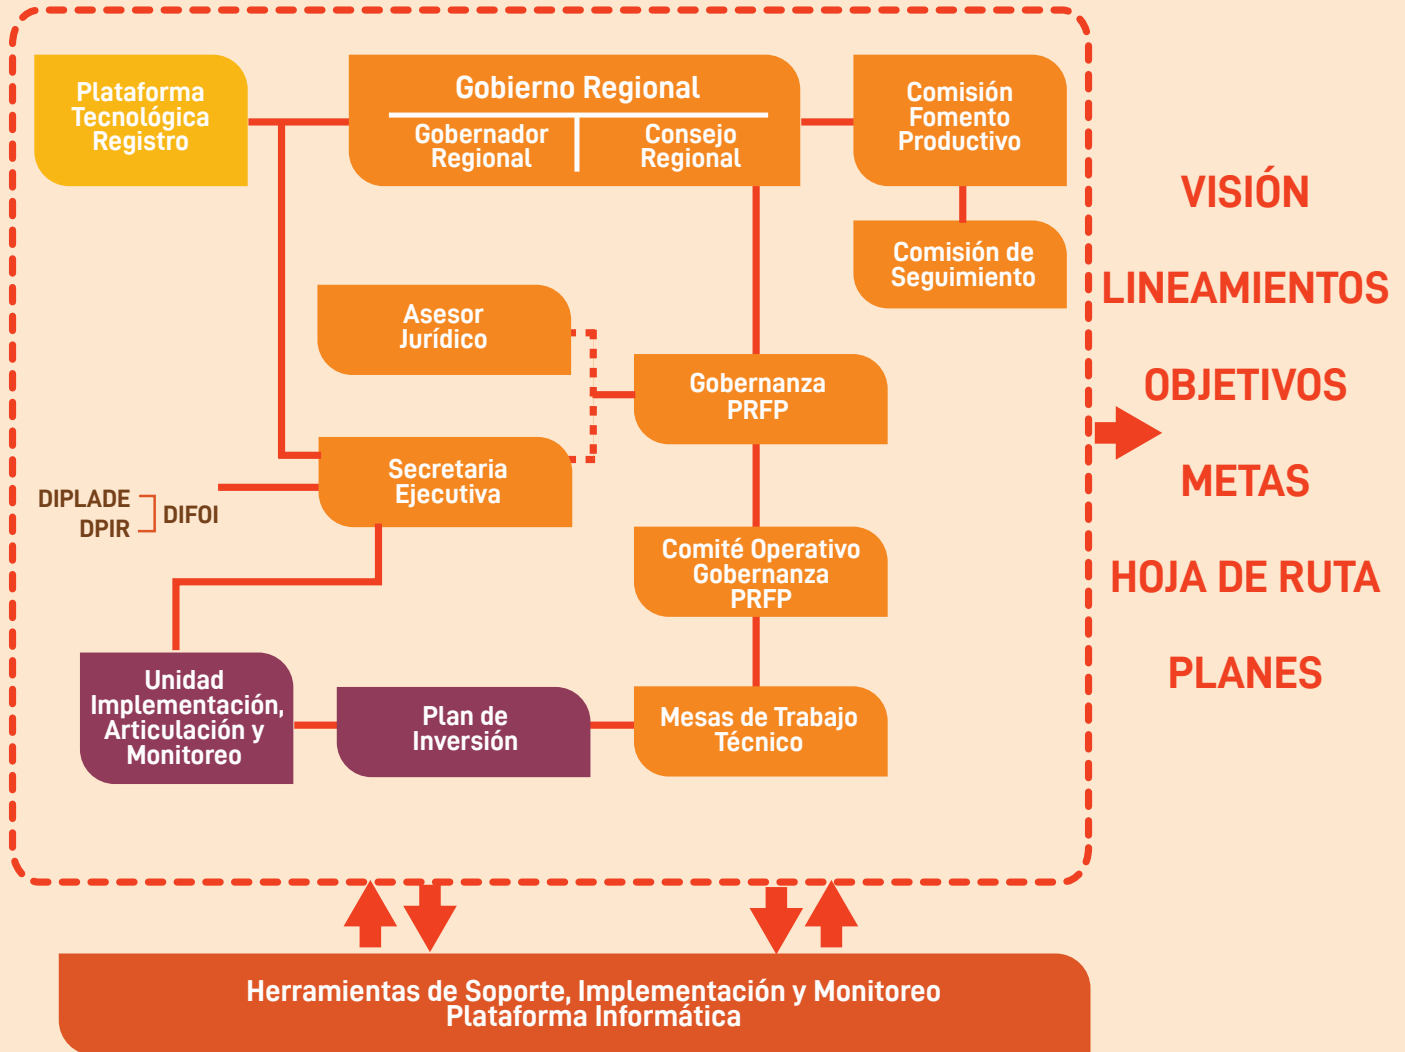 Plataforma
Tecnológica
Registro
Gobierno Regional
Gobernador
Regional
Consejo
Regional
Comisión
Fomento
Productivo
Comisión de
Seguimiento
Asesor
Jurídico
Gobernanza
PRFP
Secretaria
Ejecutiva
DIPLADE
DPIR
DIFOI
Comité Operativo
Gobernanza
PRFP
Unidad
Implementación,
Articulación y
Monitoreo
Plan de
Inversión
Mesas de Trabajo
Técnico
VISIÓN
LINEAMIENTOS
OBJETIVOS
METAS
HOJA DE RUTA
PLANES
Herramientas de Soporte, Implementación y Monitoreo
Plataforma Informática